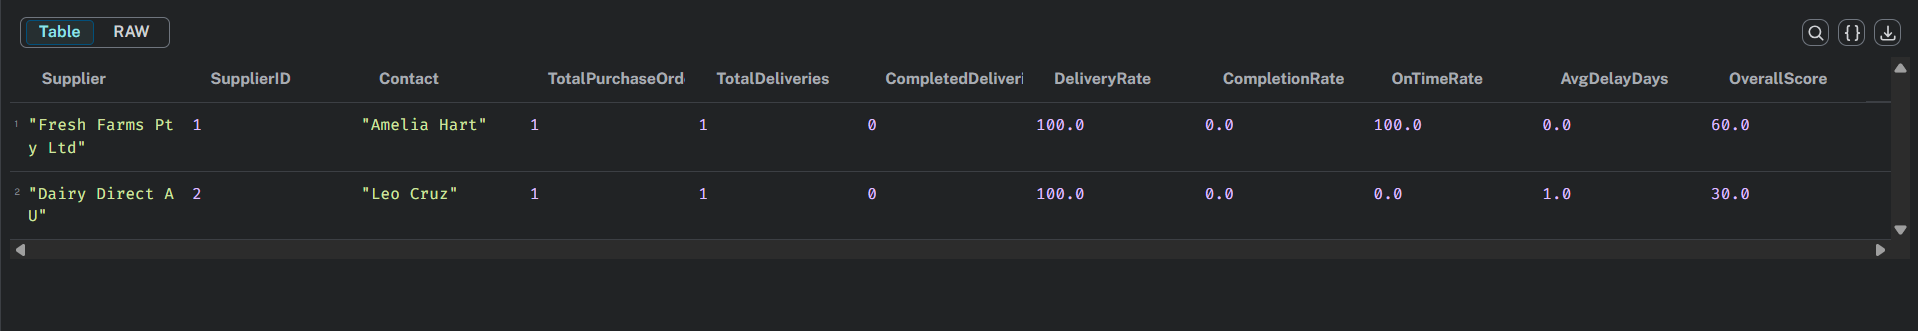 Table RAW
Supplier SupplierID Contact TotalPurchaseOrd TotalDeliveries CompletedDeliveri DeliveryRate CompletionRate OnTimeRate AvgDelayDays OverallScore
1 "Fresh Farms Pt 1 "Amelia Hart" 1 1 0 100.0 0.0 100.0 0.0 60.0
y Ltd"
2 "Dairy Direct A 2 "Leo Cruz" 1 1 0 100.0 0.0 0.0 1.0 30.0
U"